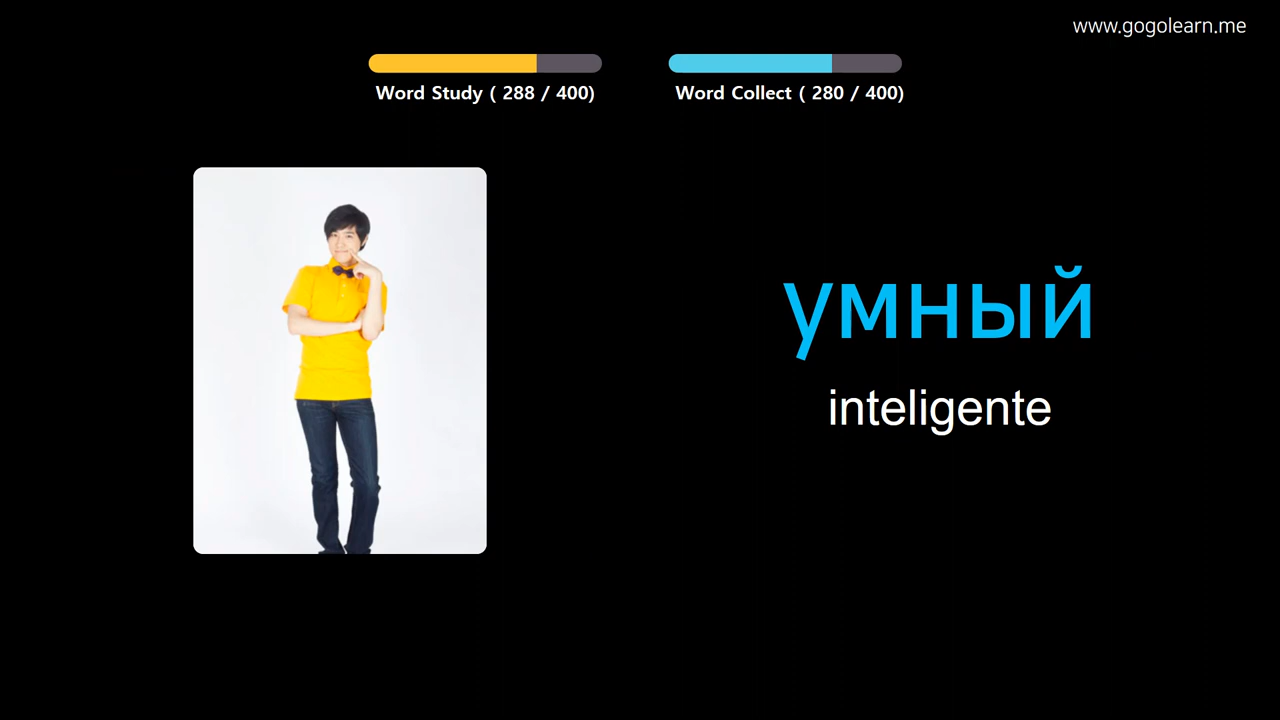 www.gogolearn.me
Word Study ( 288 / 400)
Word Collect ( 280 / 400)
умный
inteligente